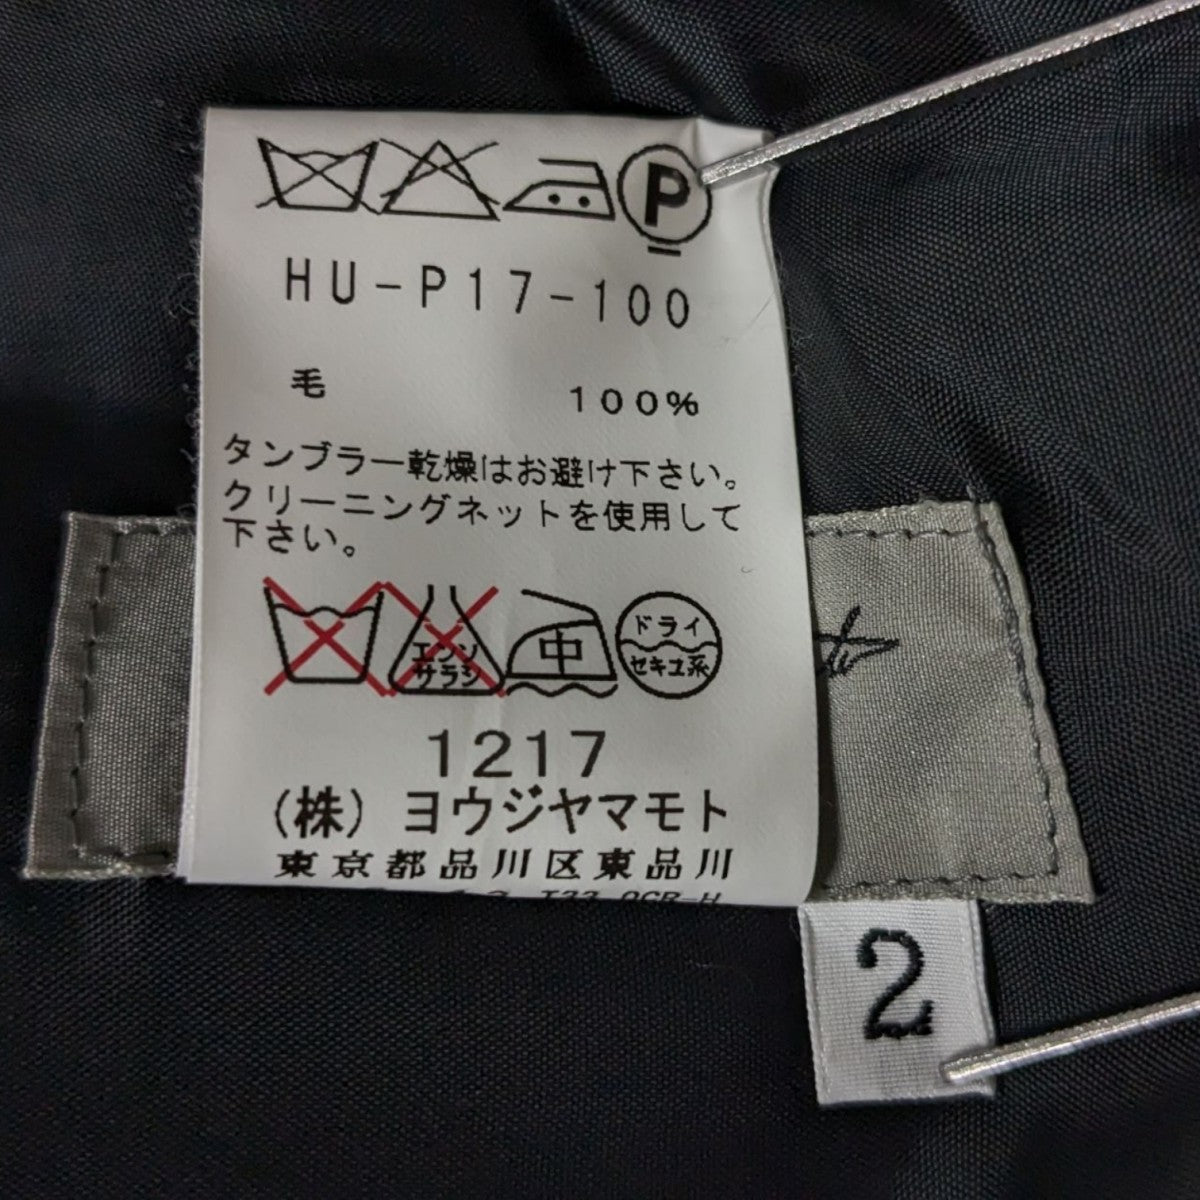 P
HU-P17-100
毛 100%
タンブラー乾燥はお避け下さい。
クリーニングネットを使用して
下さい。
エンソ サラシ 中 ドライ セキユ系
1217
(株) ヨウジヤマモト
東京都品川区東品川
2